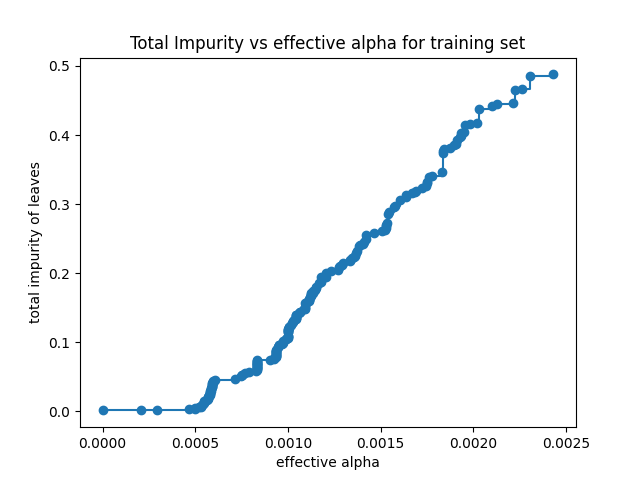 Total Impurity vs effective alpha for training set
0.5
0.4
0.3
0.2
0.1
0.0
total impurity of leaves
0.0000 0.0005 0.0010 0.0015 0.0020 0.0025
effective alpha